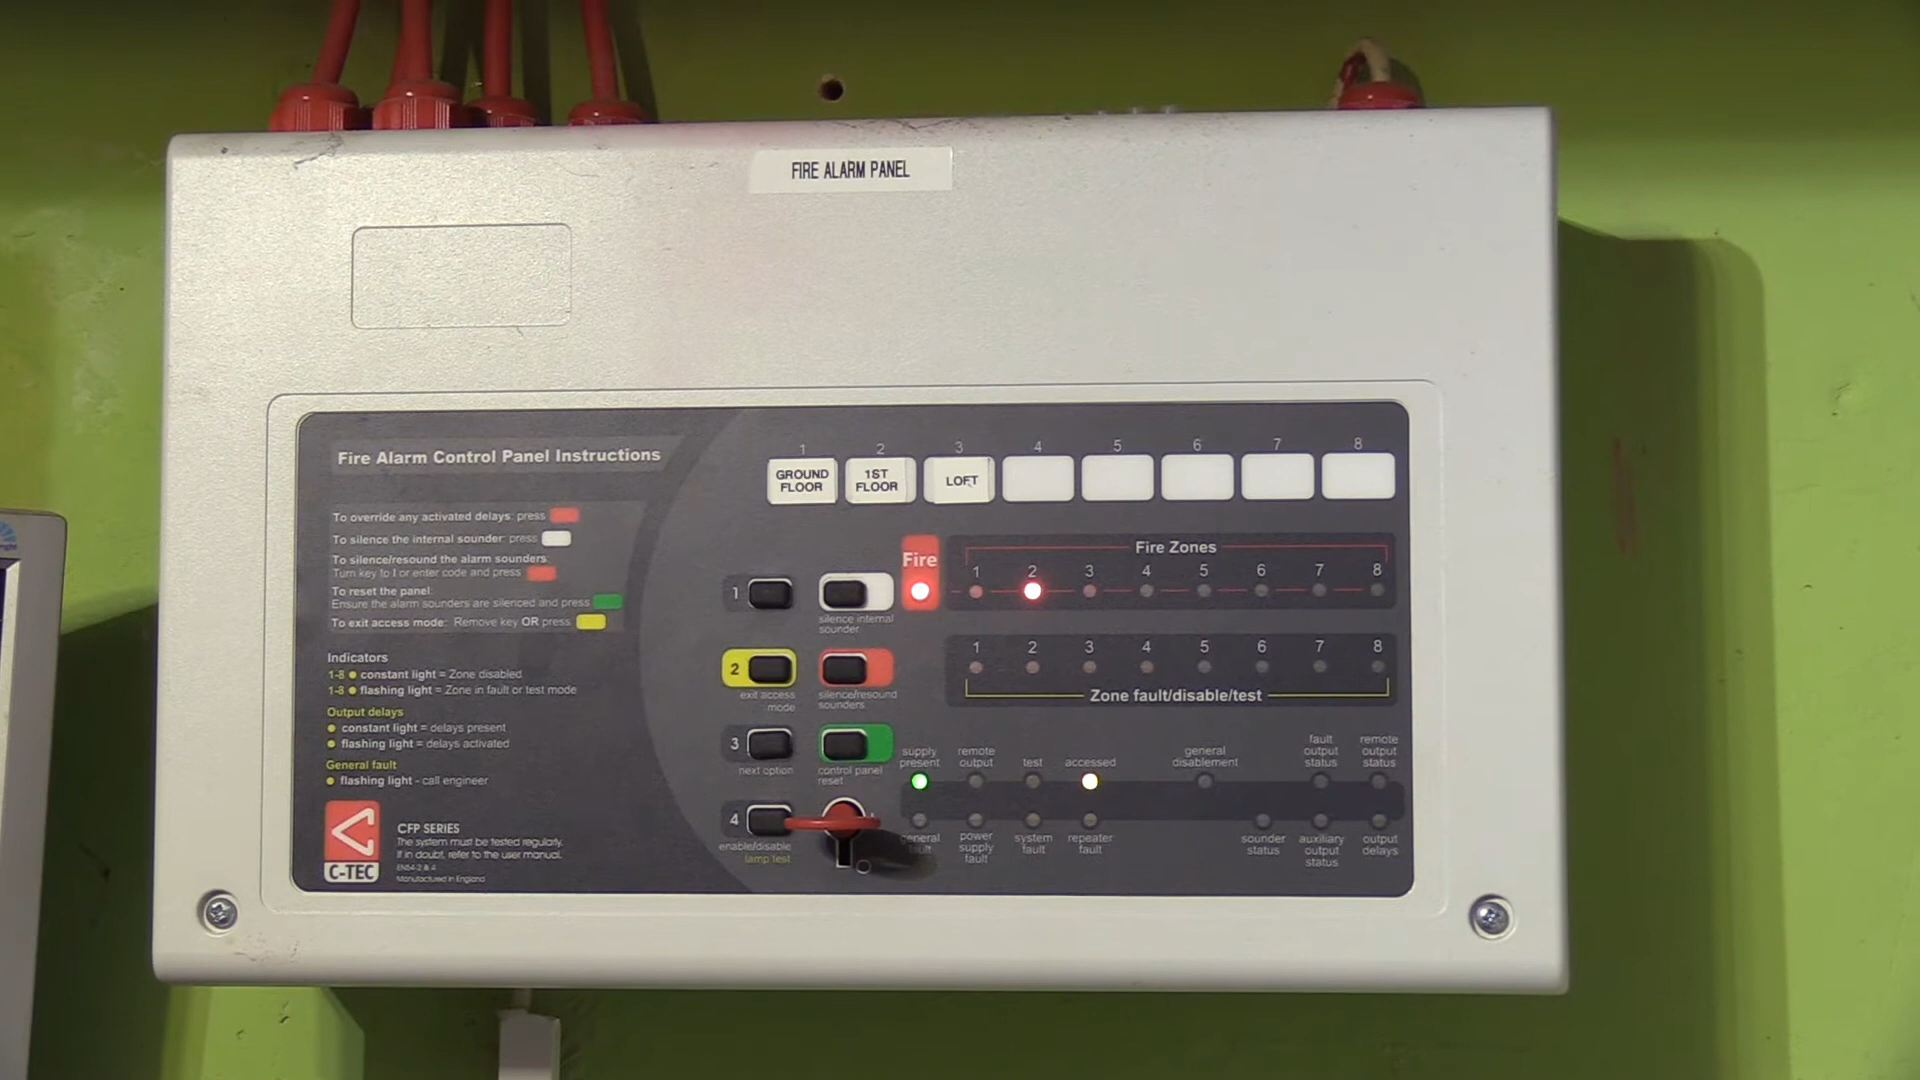 FIRE ALARM PANEL
Fire Alarm Control Panel Instructions
To override any activated delays: press
To silence the internal sounder: press
To silence/resound the alarm sounders
Turn key to I or enter code and press
To reset the panel:
Ensure the alarm sounders are silenced and press
To exit access mode: Remove key OR press
Indicators
1-8 constant light = Zone disabled
1-8 flashing light = Zone in fault or test mode
Output delays
constant light = delays present
flashing light = delays activated
General fault
flashing light - call engineer
C-TEC
CFP SERIES
The system must be tested regularly.
If in doubt, refer to the user manual.
EN54-2 & 4
Manufactured in England
1 2 3 4 5 6 7 8
GROUND
FLOOR
1ST
FLOOR
LOFT
1
silence internal
sounder
2
exit access
mode
silence/resound
sounders
3
next option
control panel
reset
4
enable/disable
lamp test
Fire
Fire Zones
1 2 3 4 5 6 7 8
1 2 3 4 5 6 7 8
Zone fault/disable/test
supply
present
remote
output
test
accessed
general
disablement
fault
output
status
remote
output
status
general
fault
power
supply
fault
system
fault
repeater
fault
sounder
status
auxiliary
output
status
output
delays